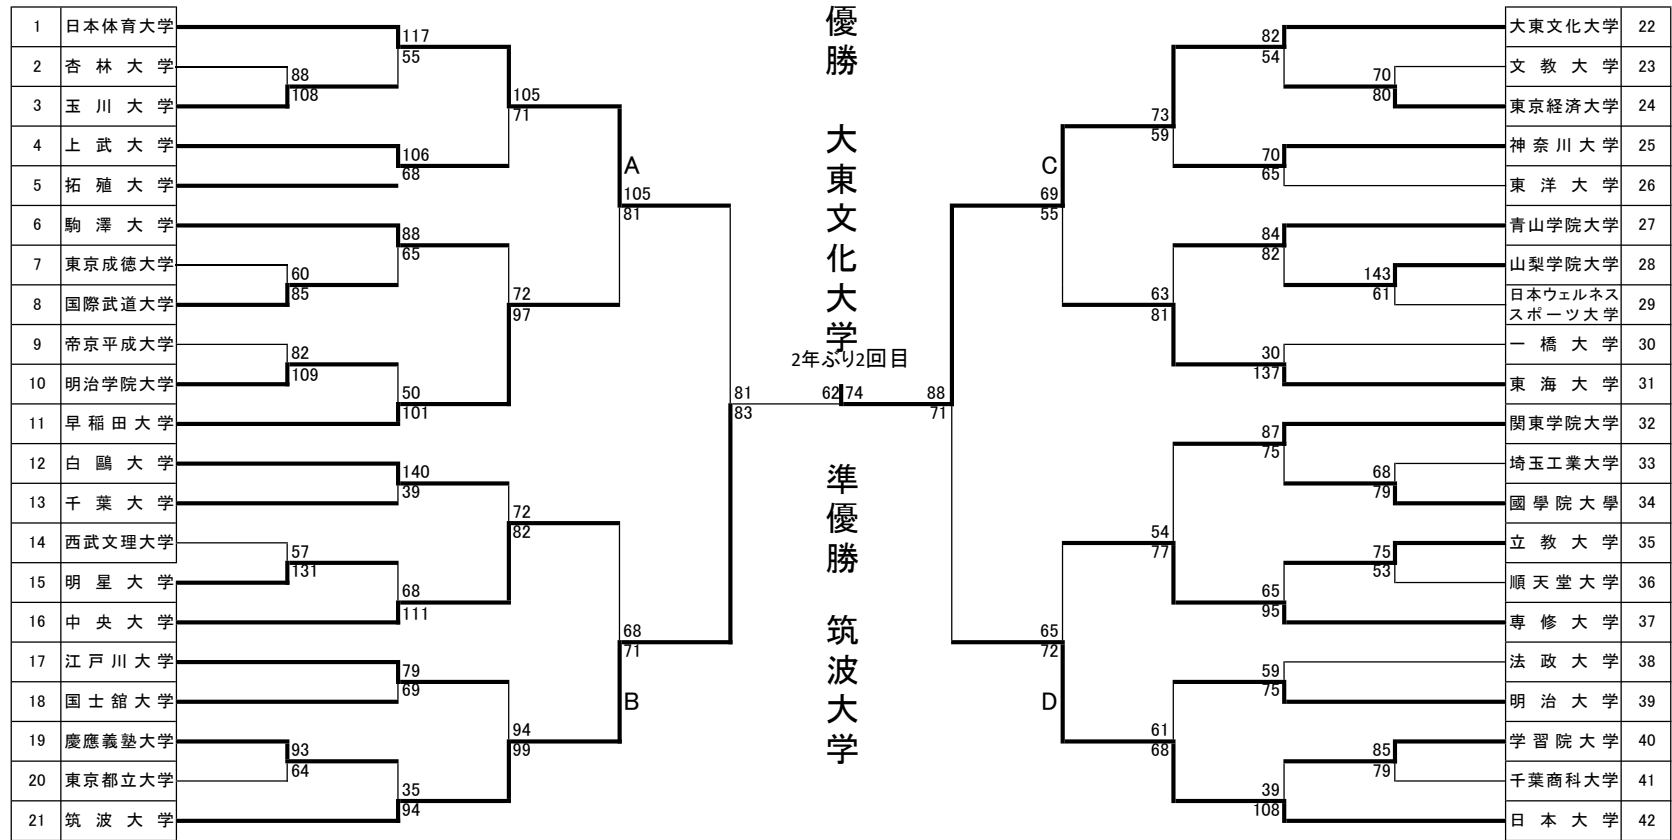 1 日本体育大学
2 杏林大学
3 玉川大学
4 上武大学
5 拓殖大学
6 駒澤大学
7 東京成徳大学
8 国際武道大学
9 帝京平成大学
10 明治学院大学
11 早稲田大学
12 白鷗大学
13 千葉大学
14 西武文理大学
15 明星大学
16 中央大学
17 江戸川大学
18 国士舘大学
19 慶應義塾大学
20 東京都立大学
21 筑波大学
88
108
60
85
82
109
57
131
93
64
117
55
106
68
88
65
50
101
140
39
68
111
79
69
35
94
105
71
72
97
72
82
94
99
A
105
81
68
71
B
81
83
優勝 大東文化大学
2年ぶり2回目
62 74
準優勝 筑波大学
88
71
C
69
55
65
72
D
73
59
63
81
54
77
61
68
82
54
70
65
84
82
30
137
87
75
65
95
59
75
39
108
70
80
143
61
68
79
75
53
85
79
大東文化大学 22
文教大学 23
東京経済大学 24
神奈川大学 25
東洋大学 26
青山学院大学 27
山梨学院大学 28
日本ウェルネス
スポーツ大学 29
一橋大学 30
東海大学 31
関東学院大学 32
埼玉工業大学 33
國學院大學 34
立教大学 35
順天堂大学 36
専修大学 37
法政大学 38
明治大学 39
学習院大学 40
千葉商科大学 41
日本大学 42